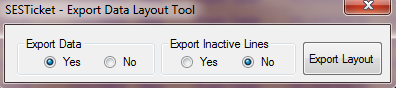 SESTicket - Export Data Layout Tool
Export Data
Yes No
Export Inactive Lines
Yes No
Export Layout